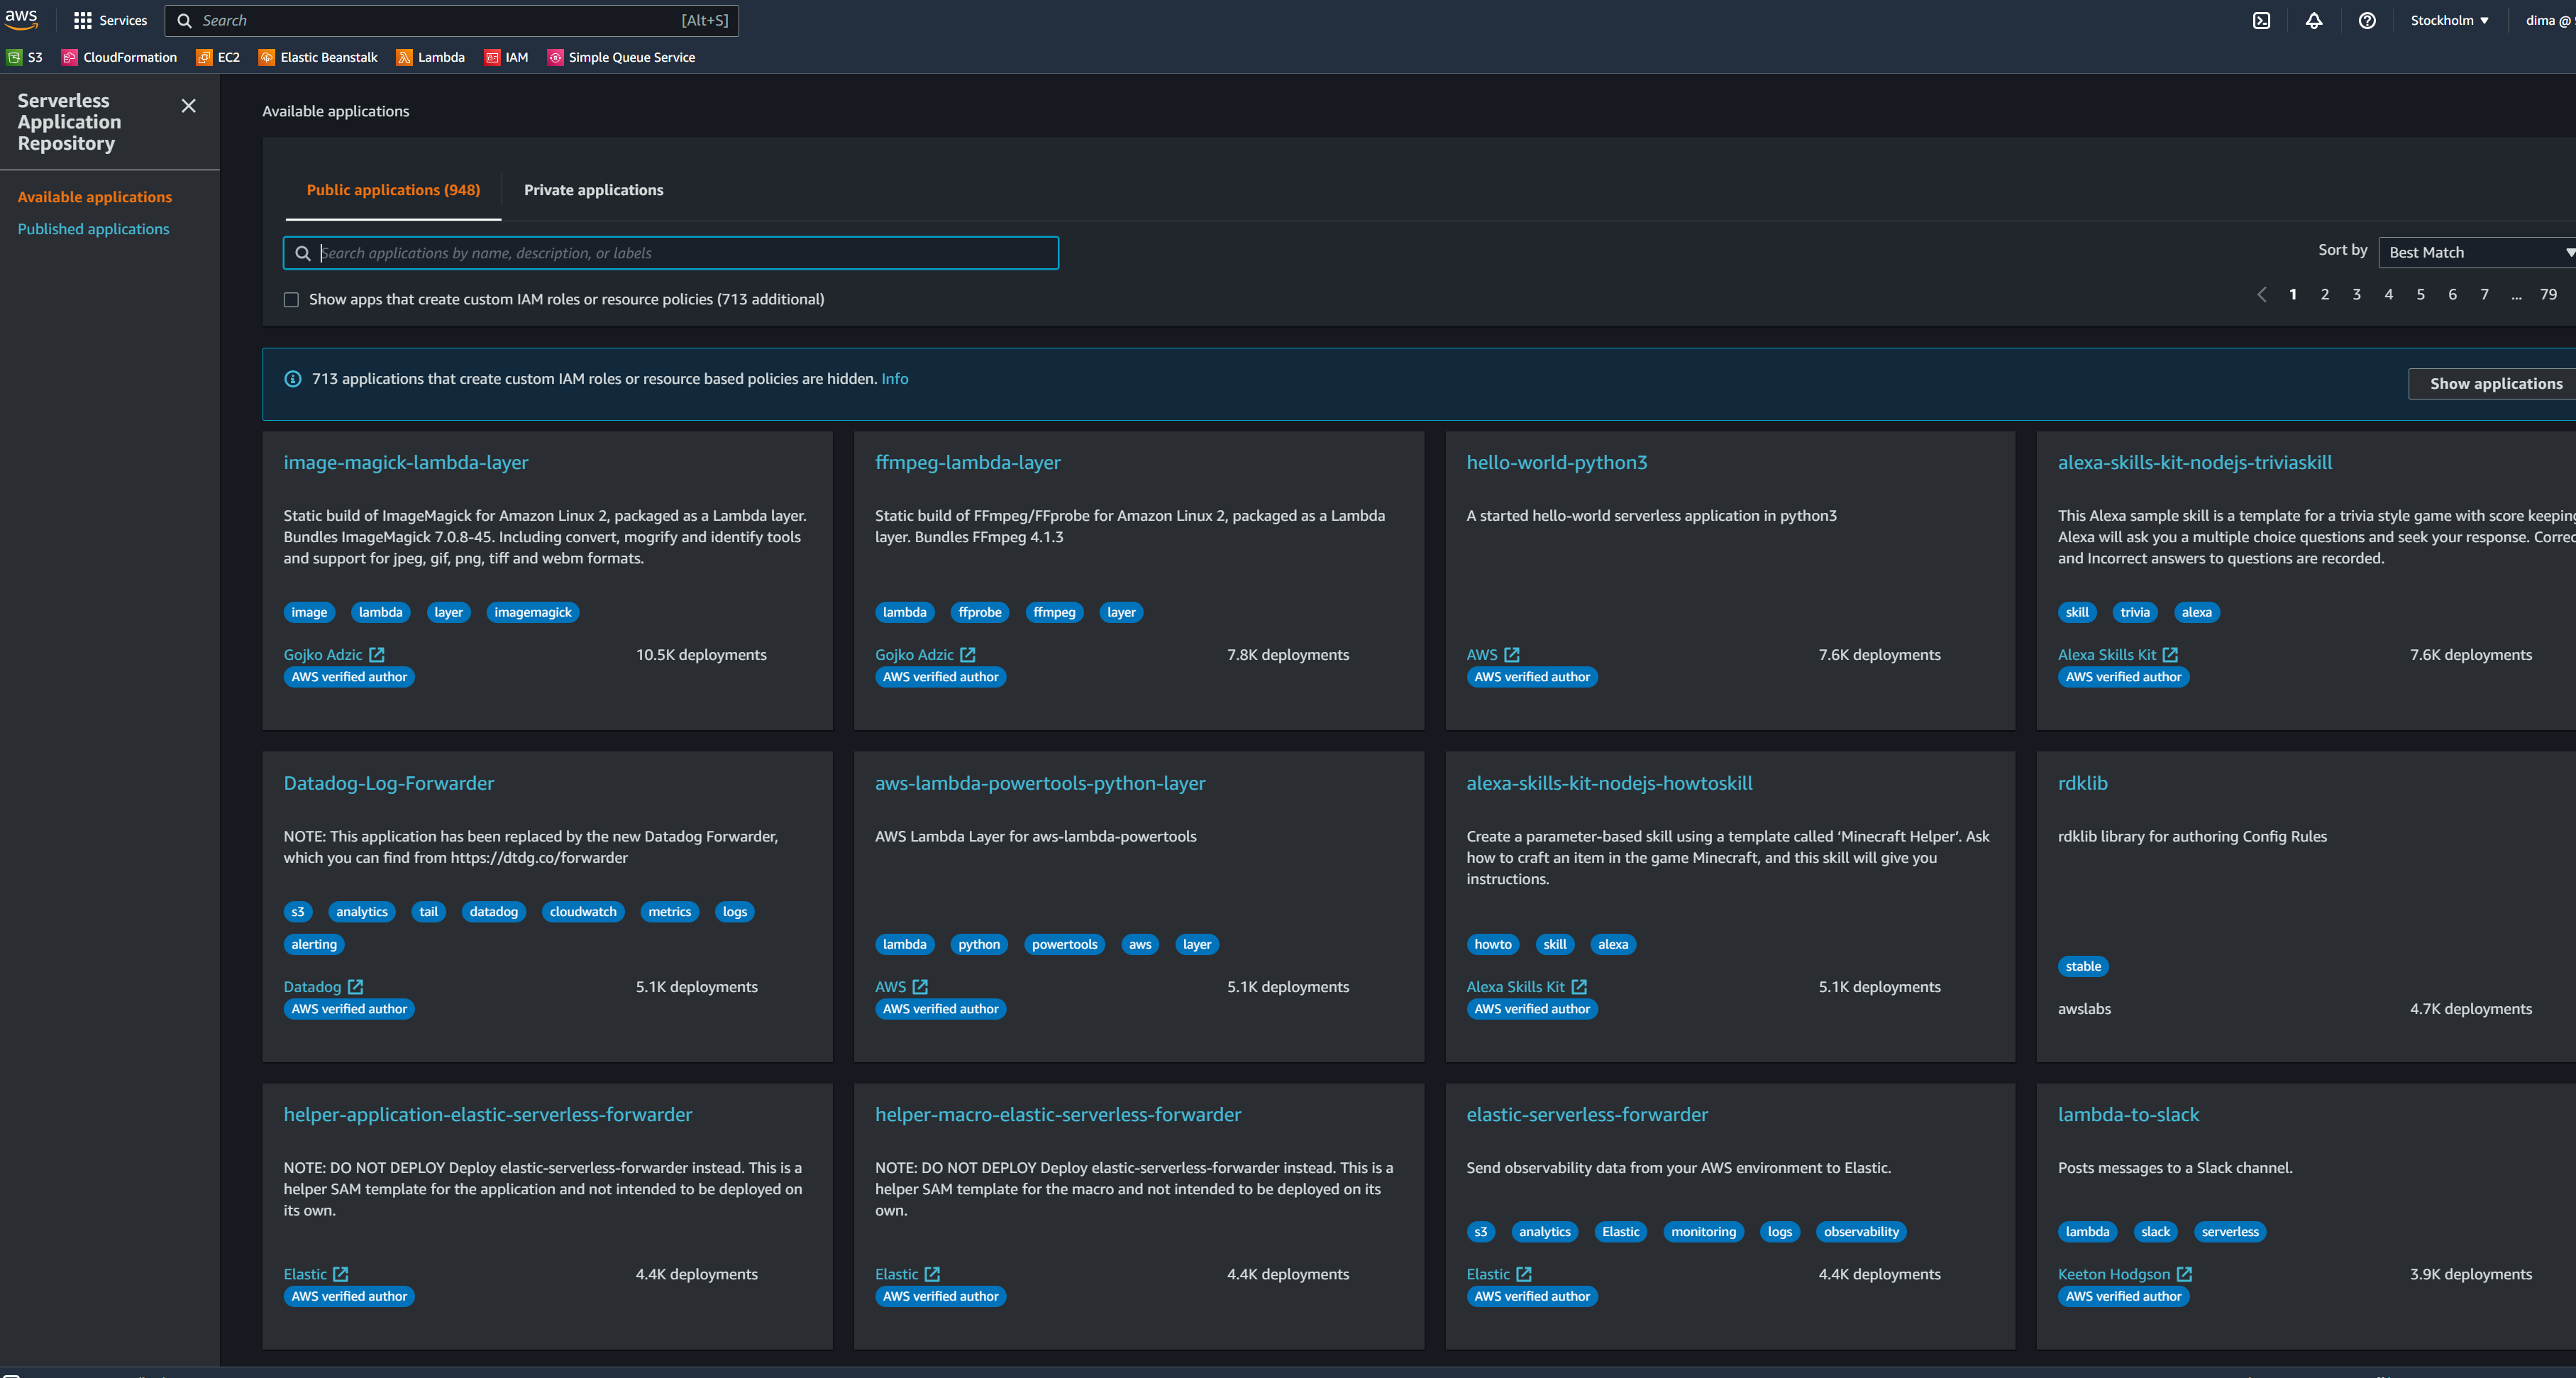 aws
Services
Search
[Alt+S]
Stockholm ▼
dima @
S3
CloudFormation
EC2
Elastic Beanstalk
Lambda
IAM
Simple Queue Service
Serverless
Application
Repository
Available applications
Published applications
Available applications
Public applications (948)
Private applications
Search applications by name, description, or labels
Sort by
Best Match
Show apps that create custom IAM roles or resource policies (713 additional)
1 2 3 4 5 6 7 ... 79
713 applications that create custom IAM roles or resource based policies are hidden. Info
Show applications
image-magick-lambda-layer
Static build of ImageMagick for Amazon Linux 2, packaged as a Lambda layer.
Bundles ImageMagick 7.0.8-45. Including convert, mogrify and identify tools
and support for jpeg, gif, png, tiff and webm formats.
image lambda layer imagemagick
Gojko Adzic
10.5K deployments
AWS verified author
ffmpeg-lambda-layer
Static build of FFmpeg/FFprobe for Amazon Linux 2, packaged as a Lambda
layer. Bundles FFmpeg 4.1.3
lambda ffprobe ffmpeg layer
Gojko Adzic
7.8K deployments
AWS verified author
hello-world-python3
A started hello-world serverless application in python3
AWS
7.6K deployments
AWS verified author
alexa-skills-kit-nodejs-triviaskill
This Alexa sample skill is a template for a trivia style game with score keeping
Alexa will ask you a multiple choice questions and seek your response. Correc
and Incorrect answers to questions are recorded.
skill trivia alexa
Alexa Skills Kit
7.6K deployments
AWS verified author
Datadog-Log-Forwarder
NOTE: This application has been replaced by the new Datadog Forwarder,
which you can find from https://dtdg.co/forwarder
s3 analytics tail datadog cloudwatch metrics logs
alerting
Datadog
5.1K deployments
AWS verified author
aws-lambda-powertools-python-layer
AWS Lambda Layer for aws-lambda-powertools
lambda python powertools aws layer
AWS
5.1K deployments
AWS verified author
alexa-skills-kit-nodejs-howtoskill
Create a parameter-based skill using a template called ‘Minecraft Helper’. Ask
how to craft an item in the game Minecraft, and this skill will give you
instructions.
howto skill alexa
Alexa Skills Kit
5.1K deployments
AWS verified author
rdklib
rdklib library for authoring Config Rules
stable
awslabs
4.7K deployments
helper-application-elastic-serverless-forwarder
NOTE: DO NOT DEPLOY Deploy elastic-serverless-forwarder instead. This is a
helper SAM template for the application and not intended to be deployed on
its own.
Elastic
4.4K deployments
AWS verified author
helper-macro-elastic-serverless-forwarder
NOTE: DO NOT DEPLOY Deploy elastic-serverless-forwarder instead. This is a
helper SAM template for the macro and not intended to be deployed on its
own.
Elastic
4.4K deployments
AWS verified author
elastic-serverless-forwarder
Send observability data from your AWS environment to Elastic.
s3 analytics Elastic monitoring logs observability
Elastic
4.4K deployments
AWS verified author
lambda-to-slack
Posts messages to a Slack channel.
lambda slack serverless
Keeton Hodgson
3.9K deployments
AWS verified author